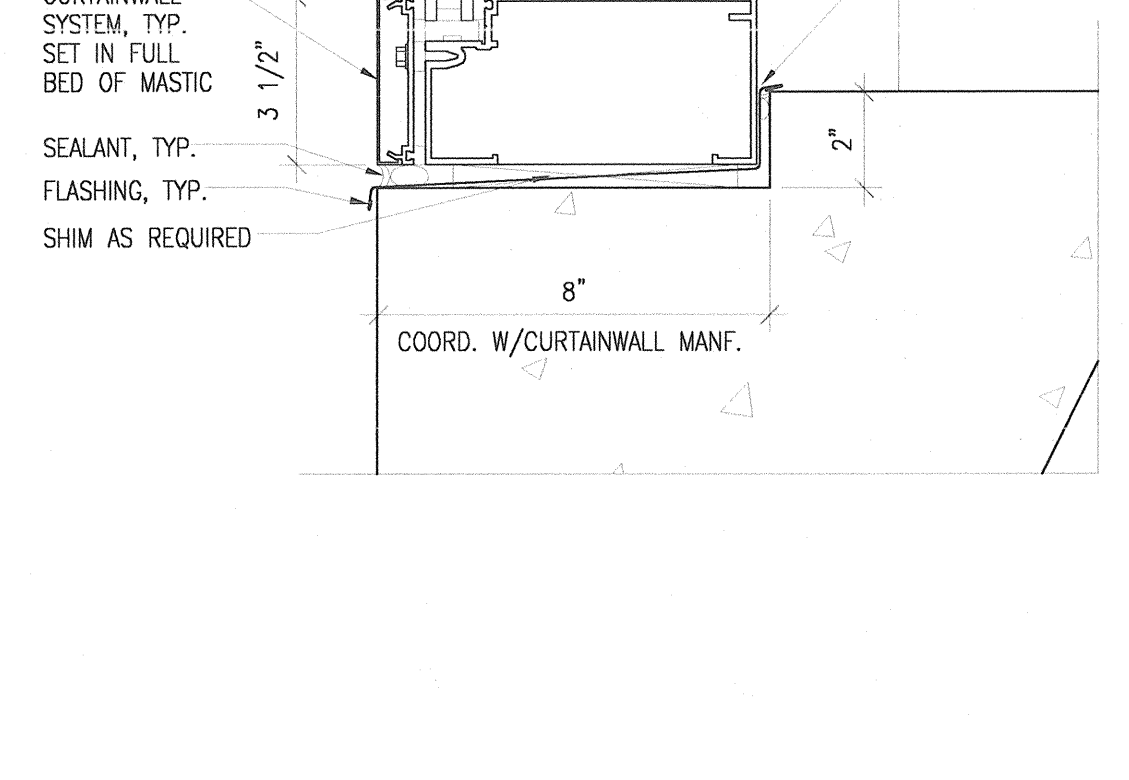 CURTAINWALL
SYSTEM, TYP.
SET IN FULL
BED OF MASTIC
3 1/2"
SEALANT, TYP.
FLASHING, TYP.
SHIM AS REQUIRED
2"
8"
COORD. W/CURTAINWALL MANF.